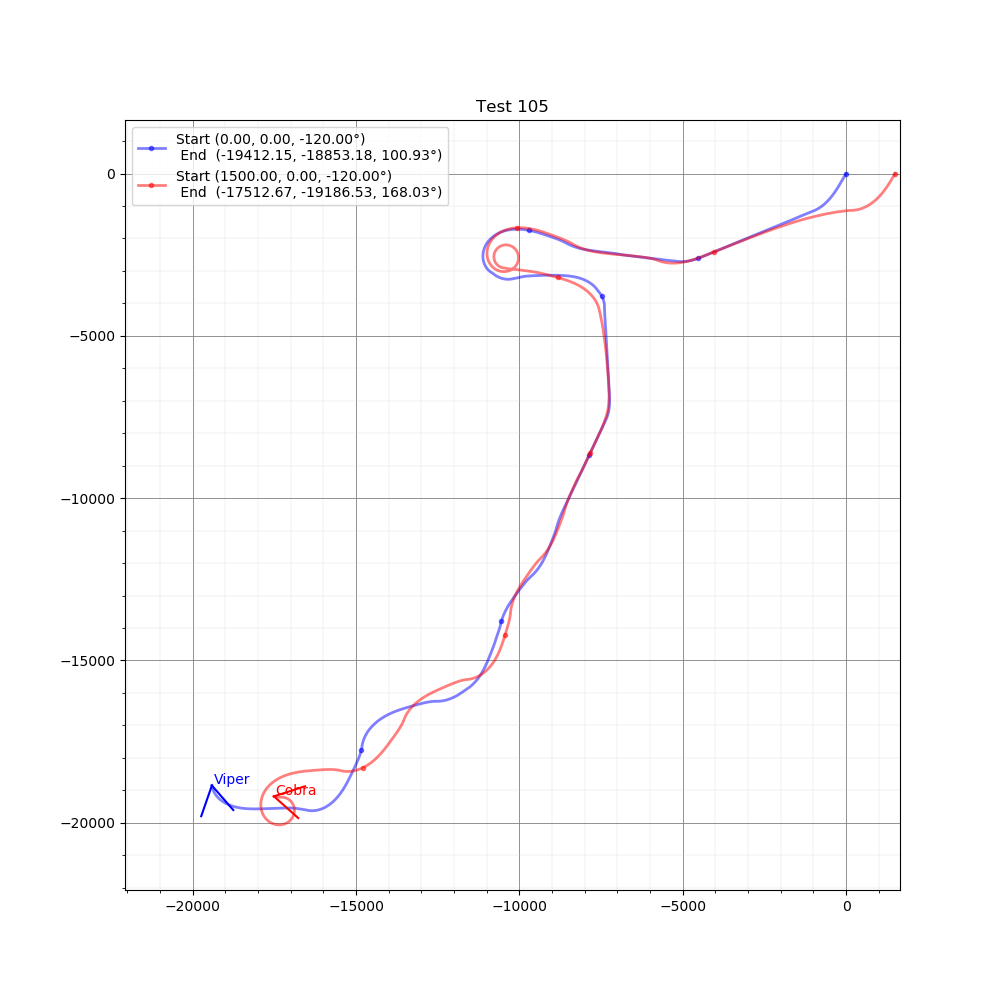 Test 105
Start (0.00, 0.00, -120.00°)
End (-19412.15, -18853.18, 100.93°)
Start (1500.00, 0.00, -120.00°)
End (-17512.67, -19186.53, 168.03°)
0
−5000
−10000
−15000
−20000
Viper
Cobra
−20000
−15000
−10000
−5000
0